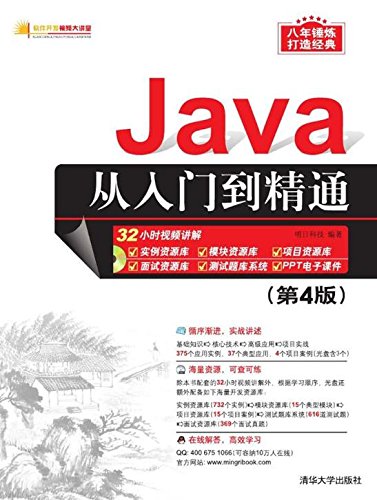 软件开发视频大讲堂
八年锤炼
打造经典
Java
从入门到精通
32小时视频讲解
明日科技 编著
实例资源库 模块资源库 项目资源库
面试资源库 测试题库系统 PPT电子课件
(第4版)
循序渐进,实战讲述
基础知识 核心技术 高级应用 项目实战
375个应用实例,37个典型应用,4个项目案例(光盘含3个)
海量资源,可查可练
除本书配套的32小时视频讲解外,根据学习顺序,光盘还
额外配备如下海量开发资源库:
实例资源库(732个实例) 模块资源库(15个典型模块)
项目资源库(15个项目案例) 测试题库系统(616道测试题)
面试资源库(369个面试真题)
在线解答,高效学习
QQ: 400 675 1066(可容纳10万人在线)
官方网站: www.mingribook.com
清华大学出版社